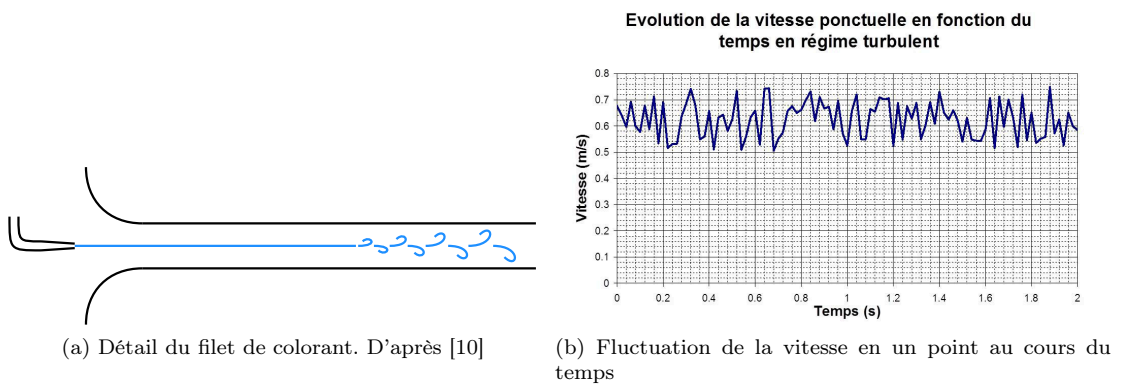 Evolution de la vitesse ponctuelle en fonction du
temps en régime turbulent
0.8
0.7
0.6
0.5
0.4
0.3
0.2
0.1
0
Vitesse (m/s)
0 0.2 0.4 0.6 0.8 1 1.2 1.4 1.6 1.8 2
Temps (s)
(a) Détail du filet de colorant. D'après [10]
(b) Fluctuation de la vitesse en un point au cours du
temps